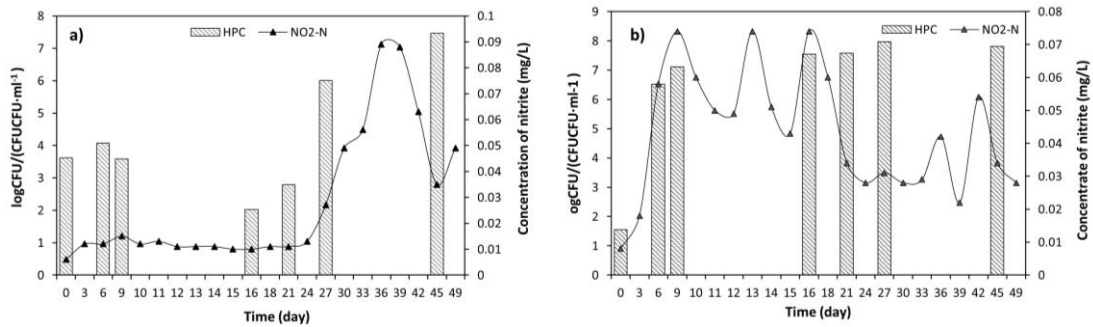 a)
HPC
NO2-N
logCFU/(CFUCFU·ml-1)
8
7
6
5
4
3
2
1
0
0.1
0.09
0.08
0.07
0.06
0.05
0.04
0.03
0.02
0.01
0
Concentration of nitrite (mg/L)
0 3 6 9 10 11 12 13 14 15 16 18 21 24 27 30 33 36 39 42 45 49
Time (day)
b)
HPC
NO2-N
ogCFU/(CFUCFU·ml-1)
9
8
7
6
5
4
3
2
1
0
0.08
0.07
0.06
0.05
0.04
0.03
0.02
0.01
0
Concentrate of nitrite (mg/L)
0 3 6 9 10 11 12 13 14 15 16 18 21 24 27 30 33 36 39 42 45 49
Time (day)